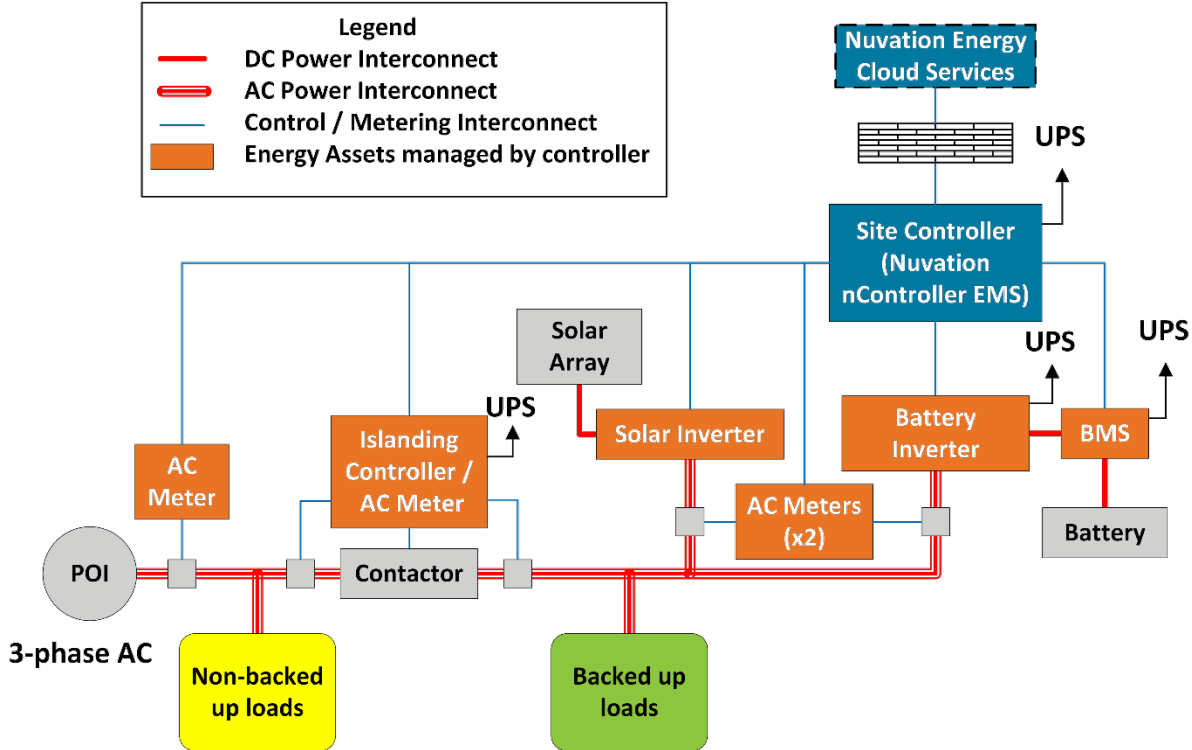 Legend
DC Power Interconnect
AC Power Interconnect
Control / Metering Interconnect
Energy Assets managed by controller
Nuvation Energy
Cloud Services
UPS
Site Controller
(Nuvation
nController EMS)
UPS
UPS
Solar
Array
UPS
Islanding
Controller /
AC Meter
Solar Inverter
Battery
Inverter
BMS
AC
Meter
AC Meters
(x2)
Battery
POI
Contactor
3-phase AC
Non-backed
up loads
Backed up
loads